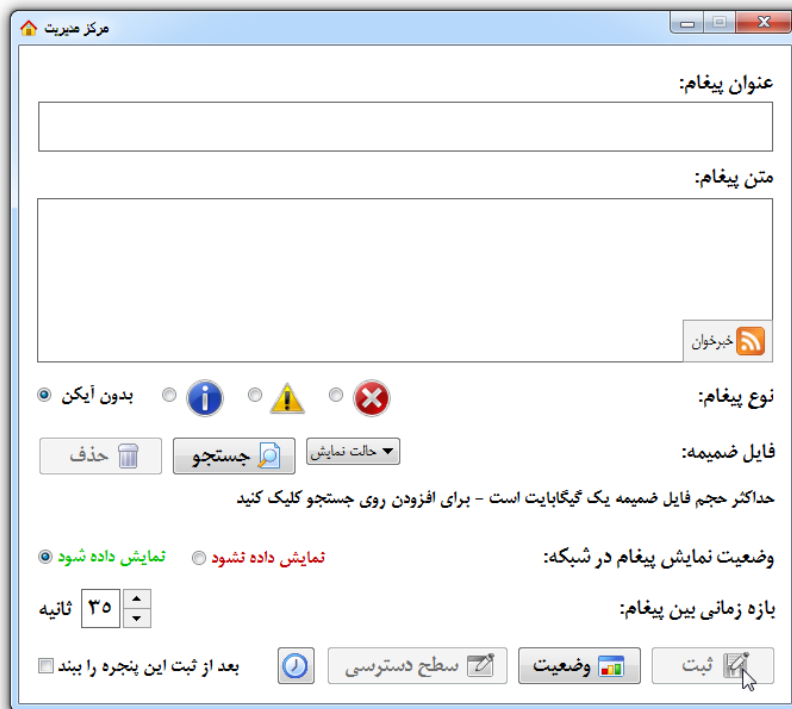 مرکز مدیریت
عنوان پیغام:
متن پیغام:
خبرخوان
نوع پیغام: بدون آیکن
فایل ضمیمه: حالت نمایش جستجو حذف
حداکثر حجم فایل ضمیمه یک گیگابایت است - برای افزودن روی جستجو کلیک کنید
وضعیت نمایش پیغام در شبکه: نمایش داده نشود نمایش داده شود
بازه زمانی بین پیغام: ۳۵ ثانیه
ثبت وضعیت سطح دسترسی بعد از ثبت این پنجره را ببند